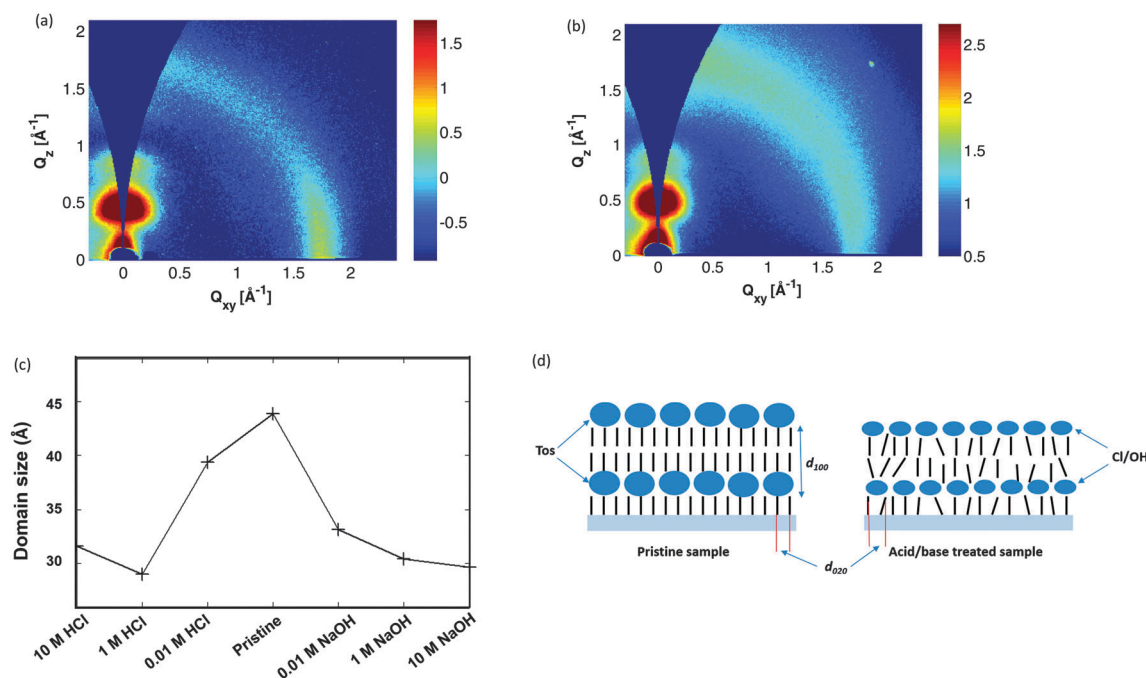 (a)
2
1.5
1
0.5
0
Q_z [Å⁻¹]
0 0.5 1 1.5 2
Q_xy [Å⁻¹]
1.5
1
0.5
0
-0.5
(b)
2
1.5
1
0.5
0
Q_z [Å⁻¹]
0 0.5 1 1.5 2
Q_xy [Å⁻¹]
2.5
2
1.5
1
0.5
(c)
45
40
35
30
Domain size (Å)
10 M HCl
1 M HCl
0.01 M HCl
Pristine
0.01 M NaOH
1 M NaOH
10 M NaOH
(d)
Tos
d₁₀₀
Cl/OH
Pristine sample
d₀₂₀
Acid/base treated sample